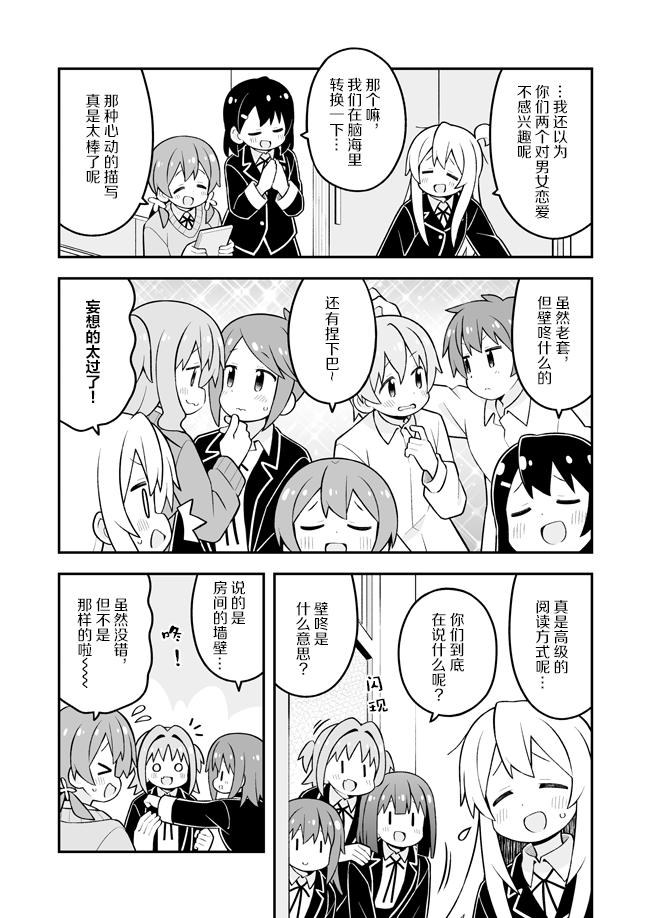 …我还以为
你们两个对男女恋爱
不感兴趣呢
那个嘛，
我们在脑海里
转换一下…
那种心动的描写
真是太棒了呢
虽然老套，
但壁咚什么的
还有捏下巴~
妄想的太过了！
真是高级的
阅读方式呢…
你们到底
在说什么呢？
闪现
壁咚是
什么意思？
说的是
房间的墙壁…
咚！
虽然没错，
但不是
那样的啦~~~